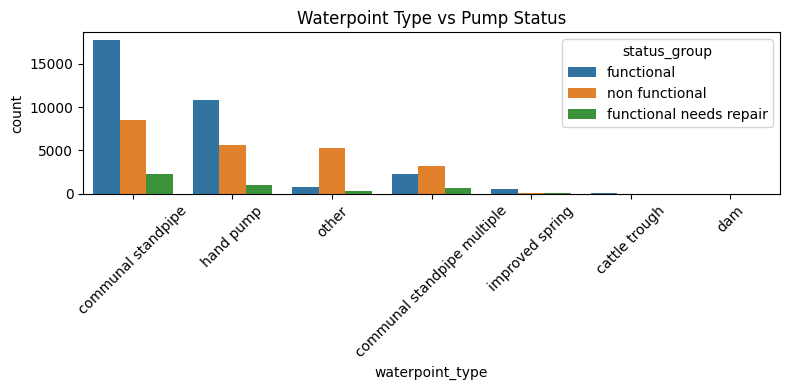 Waterpoint Type vs Pump Status
status_group
functional
non functional
functional needs repair
count
15000
10000
5000
0
communal standpipe
hand pump
other
communal standpipe multiple
improved spring
cattle trough
dam
waterpoint_type